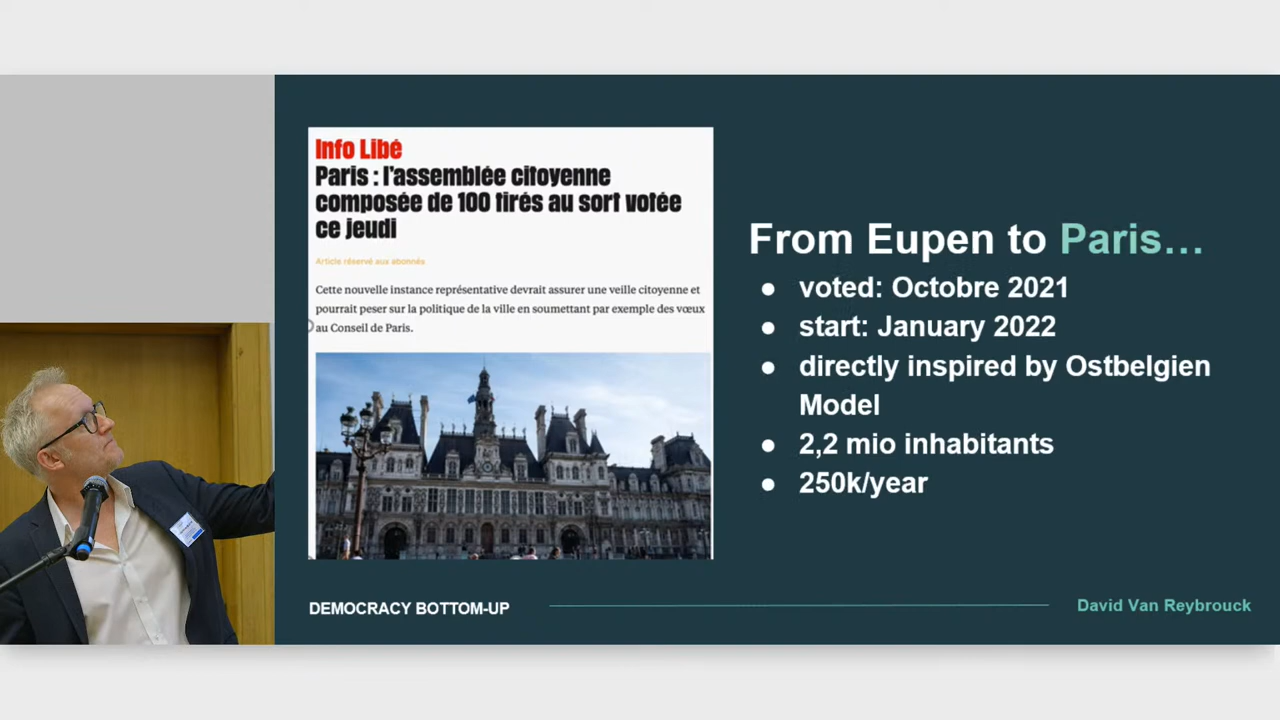 Info Libé
Paris : l'assemblée citoyenne
composée de 100 tirés au sort votée
ce jeudi
Article réservé aux abonnés
Cette nouvelle instance représentative devrait assurer une veille citoyenne et
pourrait peser sur la politique de la ville en soumettant par exemple des vœux
au Conseil de Paris.
From Eupen to Paris...
● voted: Octobre 2021
● start: January 2022
● directly inspired by Ostbelgien
Model
● 2,2 mio inhabitants
● 250k/year
DEMOCRACY BOTTOM-UP
David Van Reybrouck